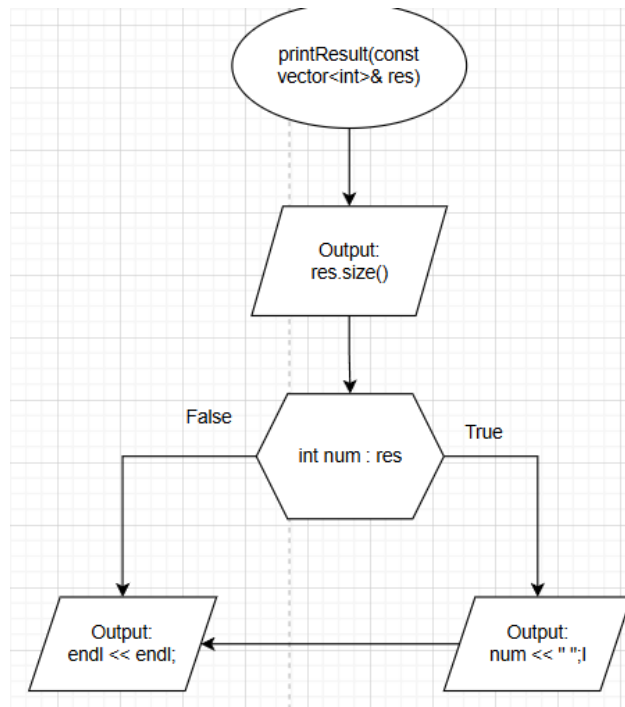 printResult(const
vector<int>& res)
Output:
res.size()
False
True
int num : res
Output:
endl << endl;
Output:
num << " ";l